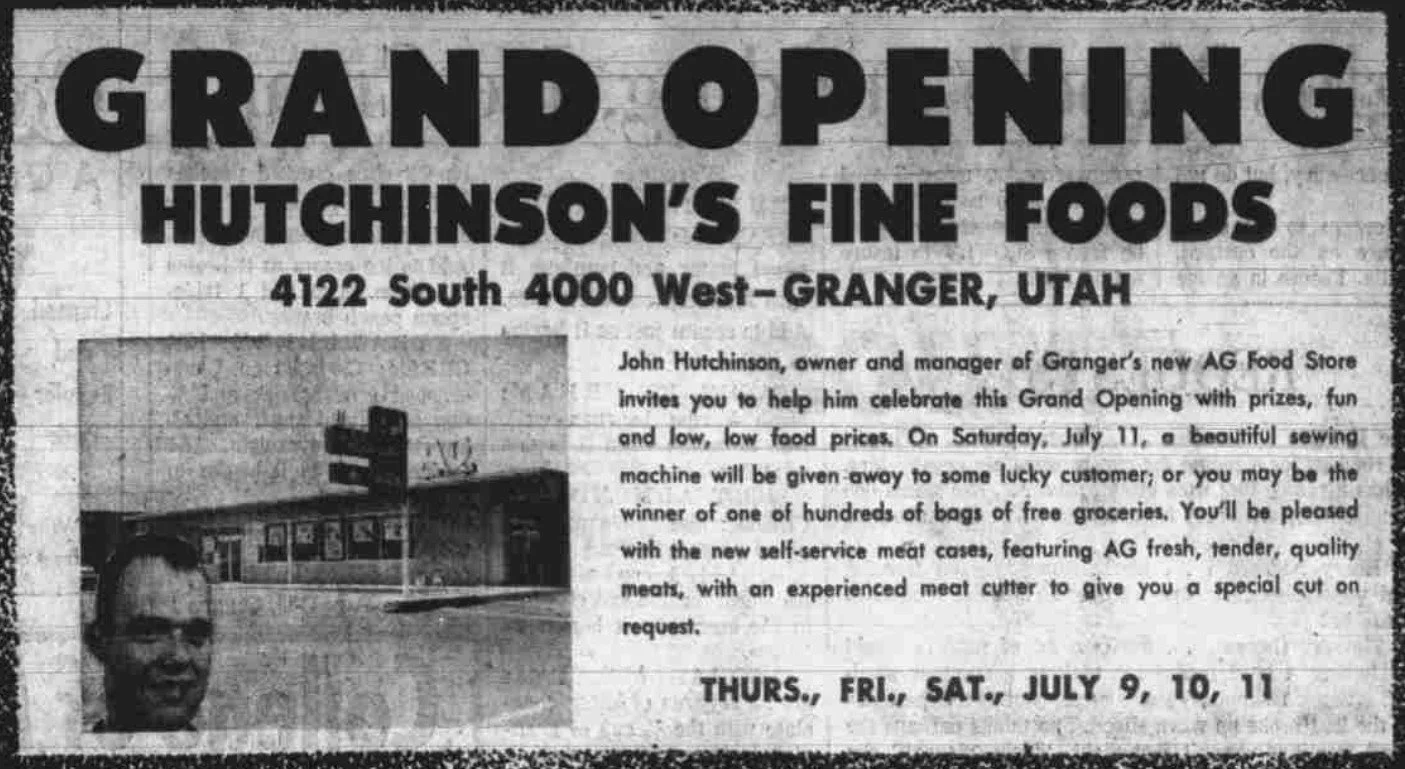 GRAND OPENING
HUTCHINSON'S FINE FOODS
4122 South 4000 West—GRANGER, UTAH
John Hutchinson, owner and manager of Granger's new AG Food Store
invites you to help him celebrate this Grand Opening with prizes, fun
and low, low food prices. On Saturday, July 11, a beautiful sewing
machine will be given away to some lucky customer; or you may be the
winner of one of hundreds of bags of free groceries. You'll be pleased
with the new self-service meat cases, featuring AG fresh, tender, quality
meats, with an experienced meat cutter to give you a special cut on
request.
THURS., FRI., SAT., JULY 9, 10, 11